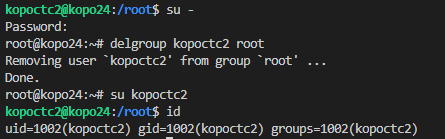 kopoctc2@kopo24:/root$ su -
Password:
root@kopo24:~# delgroup kopoctc2 root
Removing user `kopoctc2' from group `root' ...
Done.
root@kopo24:~# su kopoctc2
kopoctc2@kopo24:/root$ id
uid=1002(kopoctc2) gid=1002(kopoctc2) groups=1002(kopoctc2)